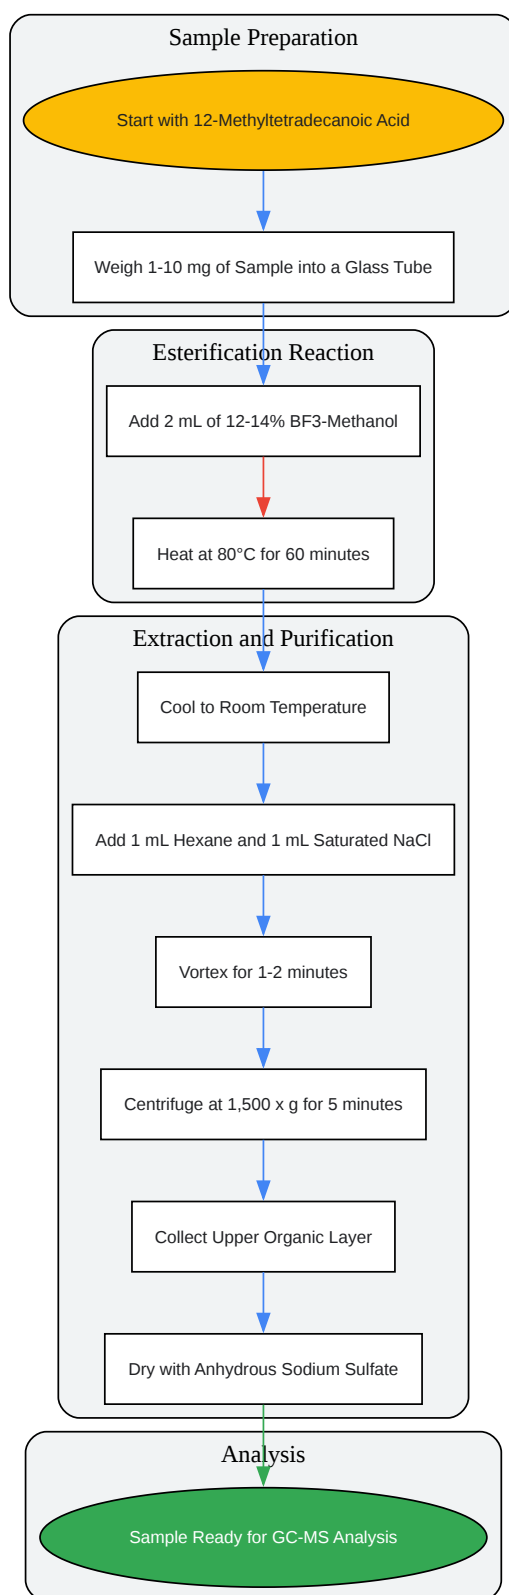 Sample Preparation
Start with 12-Methyltetradecanoic Acid
Weigh 1-10 mg of Sample into a Glass Tube
Esterification Reaction
Add 2 mL of 12-14% BF3-Methanol
Heat at 80°C for 60 minutes
Extraction and Purification
Cool to Room Temperature
Add 1 mL Hexane and 1 mL Saturated NaCl
Vortex for 1-2 minutes
Centrifuge at 1,500 x g for 5 minutes
Collect Upper Organic Layer
Dry with Anhydrous Sodium Sulfate
Analysis
Sample Ready for GC-MS Analysis